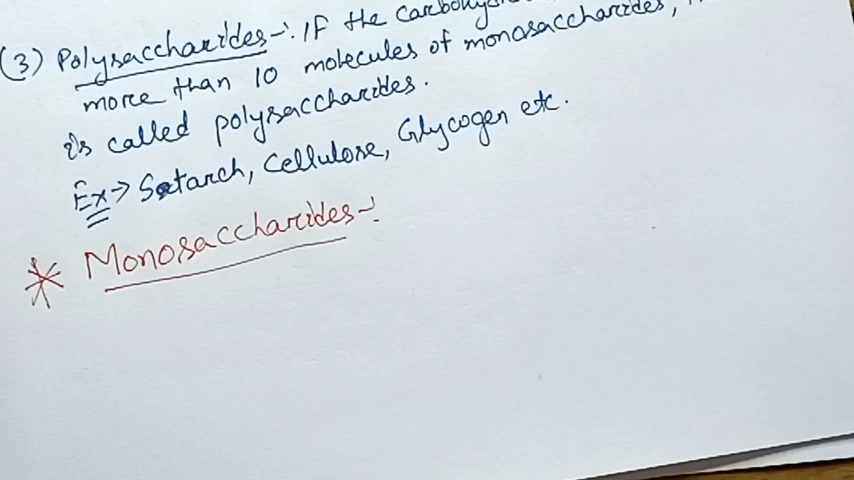 (3) Polysaccharides-: IF the
more than 10 molecules of monosaccharides,
is called polysaccharides.
Ex→ Starch, Cellulose, Glycogen etc.
* Monosaccharides-: